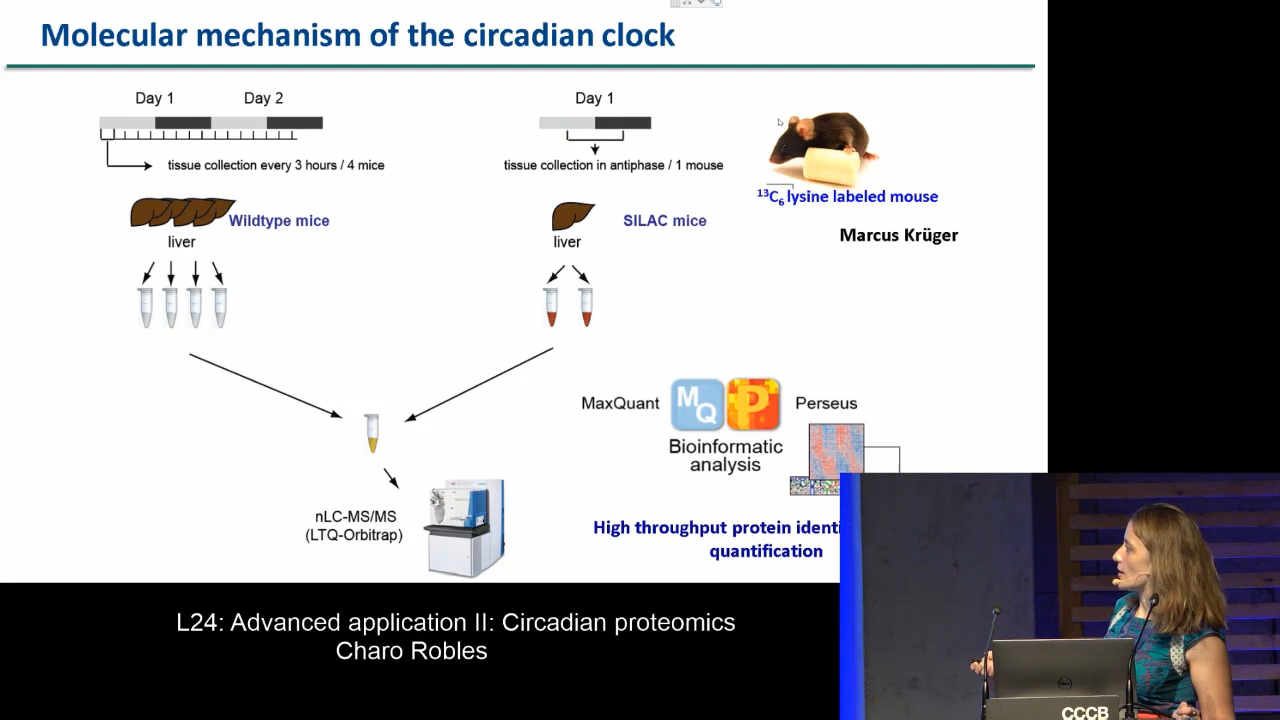 Molecular mechanism of the circadian clock
Day 1
Day 2
tissue collection every 3 hours / 4 mice
Wildtype mice
liver
Day 1
tissue collection in antiphase / 1 mouse
SILAC mice
liver
13C6 lysine labeled mouse
Marcus Krüger
MaxQuant
MQ
P
Perseus
Bioinformatic
analysis
nLC-MS/MS
(LTQ-Orbitrap)
High throughput protein
quantification
L24: Advanced application II: Circadian proteomics
Charo Robles
DELL
CCCB